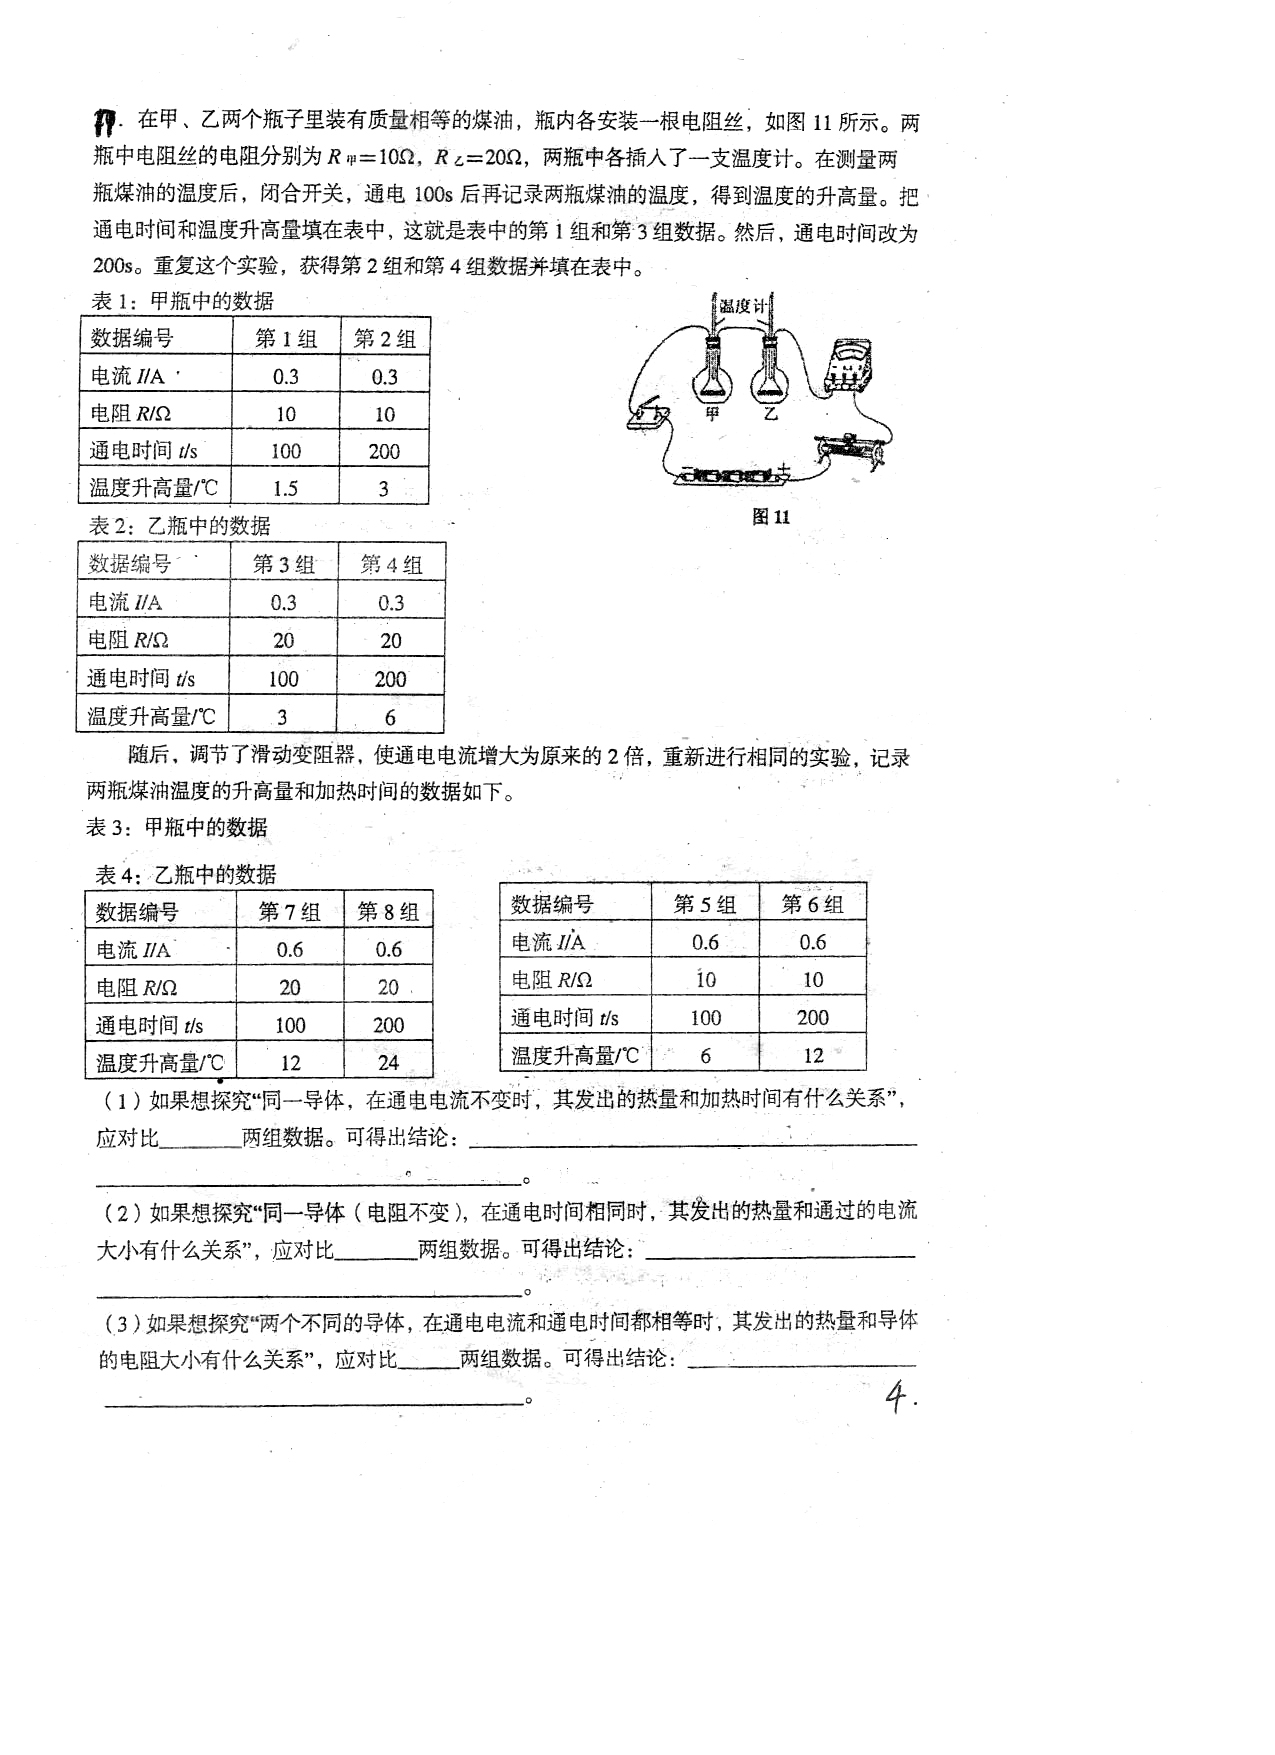 . 在甲、乙两个瓶子里装有质量相等的煤油，瓶内各安装一根电阻丝，如图 11 所示。两
瓶中电阻丝的电阻分别为 R甲=10Ω，R乙=20Ω，两瓶中各插入了一支温度计。在测量两
瓶煤油的温度后，闭合开关，通电 100s 后再记录两瓶煤油的温度，得到温度的升高量。把
通电时间和温度升高量填在表中，这就是表中的第 1 组和第 3 组数据。然后，通电时间改为
200s。重复这个实验，获得第 2 组和第 4 组数据并填在表中。
表 1：甲瓶中的数据
数据编号 第 1 组 第 2 组
电流 I/A 0.3 0.3
电阻 R/Ω 10 10
通电时间 t/s 100 200
温度升高量/℃ 1.5 3
温度计
甲 乙
− +
图 11
表 2：乙瓶中的数据
数据编号 第 3 组 第 4 组
电流 I/A 0.3 0.3
电阻 R/Ω 20 20
通电时间 t/s 100 200
温度升高量/℃ 3 6
随后，调节了滑动变阻器，使通电电流增大为原来的 2 倍，重新进行相同的实验，记录
两瓶煤油温度的升高量和加热时间的数据如下。
表 3：甲瓶中的数据
表 4：乙瓶中的数据
数据编号 第 7 组 第 8 组
电流 I/A 0.6 0.6
电阻 R/Ω 20 20
通电时间 t/s 100 200
温度升高量/℃ 12 24
数据编号 第 5 组 第 6 组
电流 I/A 0.6 0.6
电阻 R/Ω 10 10
通电时间 t/s 100 200
温度升高量/℃ 6 12
（1）如果想探究“同一导体，在通电电流不变时，其发出的热量和加热时间有什么关系”，
应对比________两组数据。可得出结论：________
________。
（2）如果想探究“同一导体（电阻不变），在通电时间相同时，其发出的热量和通过的电流
大小有什么关系”，应对比________两组数据。可得出结论：________
________。
（3）如果想探究“两个不同的导体，在通电电流和通电时间都相等时，其发出的热量和导体
的电阻大小有什么关系”，应对比______两组数据。可得出结论：________
________。
4.